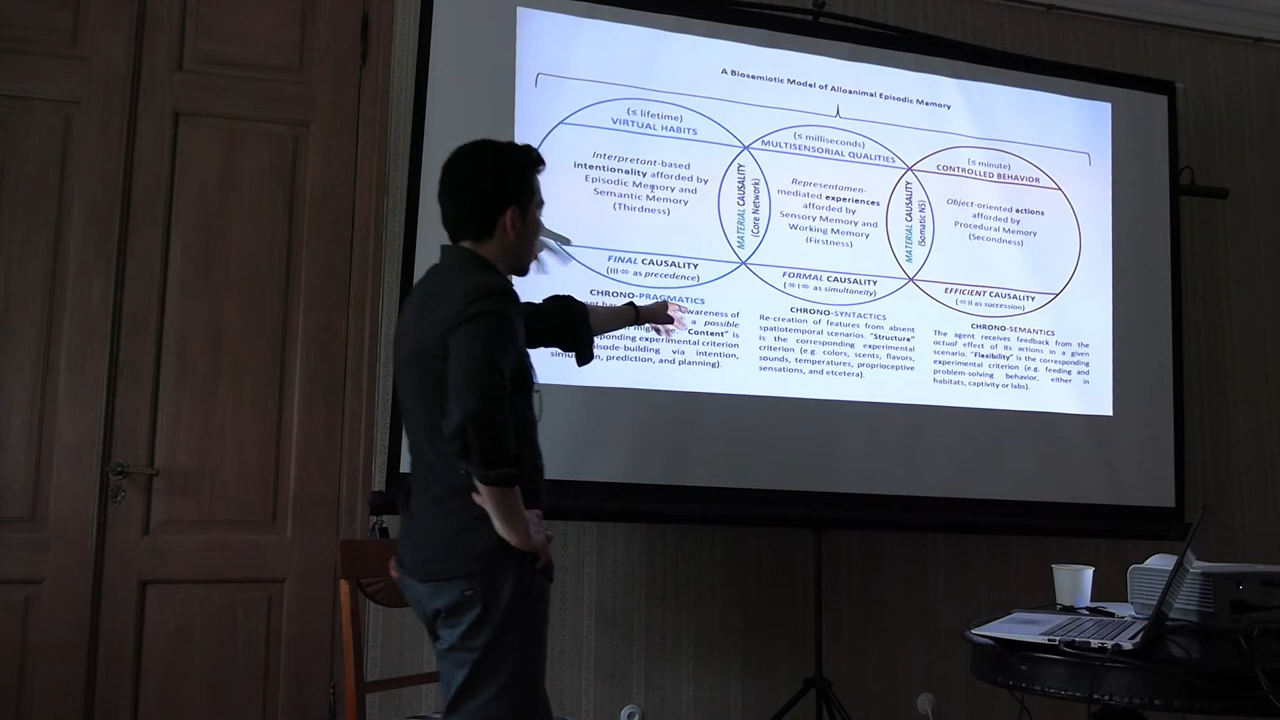 A Biosemiotic Model of Alloanimal Episodic Memory
(≤ lifetime)
VIRTUAL HABITS
Interpretant-based
intentionality afforded by
Episodic Memory and
Semantic Memory
(Thirdness)
FINAL CAUSALITY
(III ⇔ as precedence)
MATERIAL CAUSALITY
(Core Network)
(≤ milliseconds)
MULTISENSORIAL QUALITIES
Representamen-
mediated experiences
afforded by
Sensory Memory and
Working Memory
(Firstness)
FORMAL CAUSALITY
(⇔ I ⇔ as simultaneity)
MATERIAL CAUSALITY
(Somatic NS)
(≤ minute)
CONTROLLED BEHAVIOR
Object-oriented actions
afforded by
Procedural Memory
(Secondness)
EFFICIENT CAUSALITY
(⇔ II as succession)
CHRONO-PRAGMATICS
awareness of
a possible
"Content" is
experimental criterion
episode-building via intention,
prediction, and planning).
CHRONO-SYNTACTICS
Re-creation of features from absent
spatiotemporal scenarios. "Structure"
is the corresponding experimental
criterion (e.g. colors, scents, flavors,
sounds, temperatures, proprioceptive
sensations, and etcetera).
CHRONO-SEMANTICS
The agent receives feedback from the
actual effect of its actions in a given
scenario. "Flexibility" is the corresponding
experimental criterion (e.g. feeding and
problem-solving behavior, either in
habitats, captivity or labs).